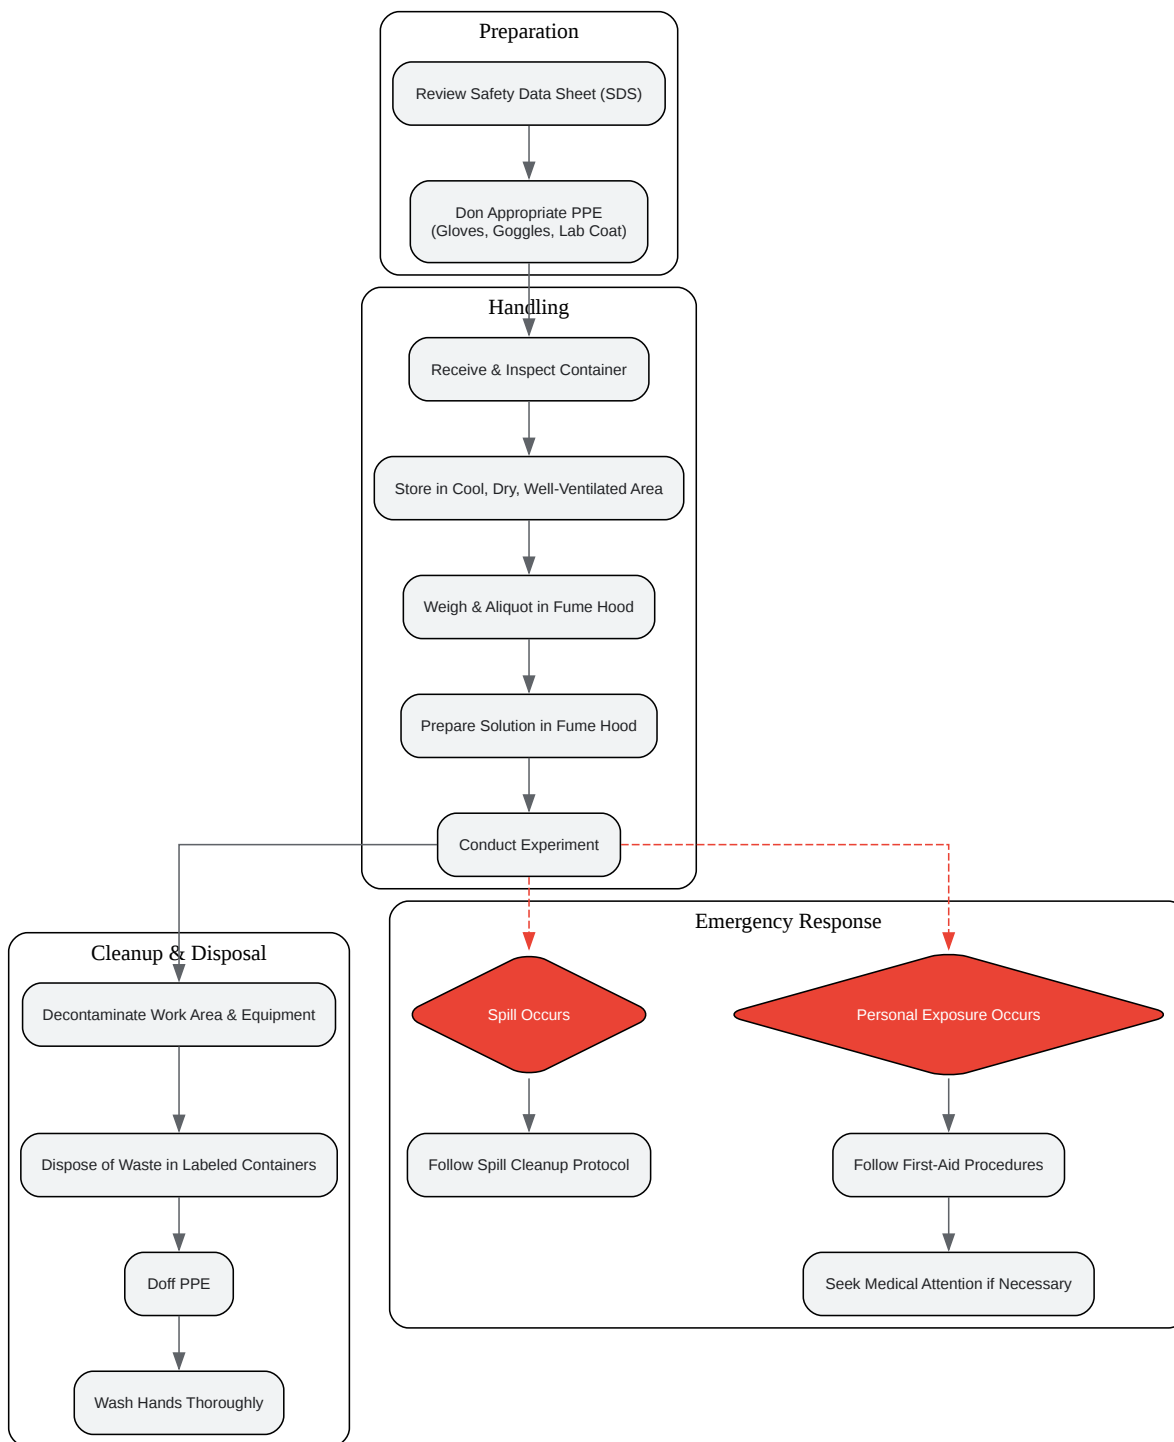 Preparation
Review Safety Data Sheet (SDS)
Don Appropriate PPE
(Gloves, Goggles, Lab Coat)
Handling
Receive & Inspect Container
Store in Cool, Dry, Well-Ventilated Area
Weigh & Aliquot in Fume Hood
Prepare Solution in Fume Hood
Conduct Experiment
Cleanup & Disposal
Decontaminate Work Area & Equipment
Dispose of Waste in Labeled Containers
Doff PPE
Wash Hands Thoroughly
Emergency Response
Spill Occurs
Follow Spill Cleanup Protocol
Personal Exposure Occurs
Follow First-Aid Procedures
Seek Medical Attention if Necessary